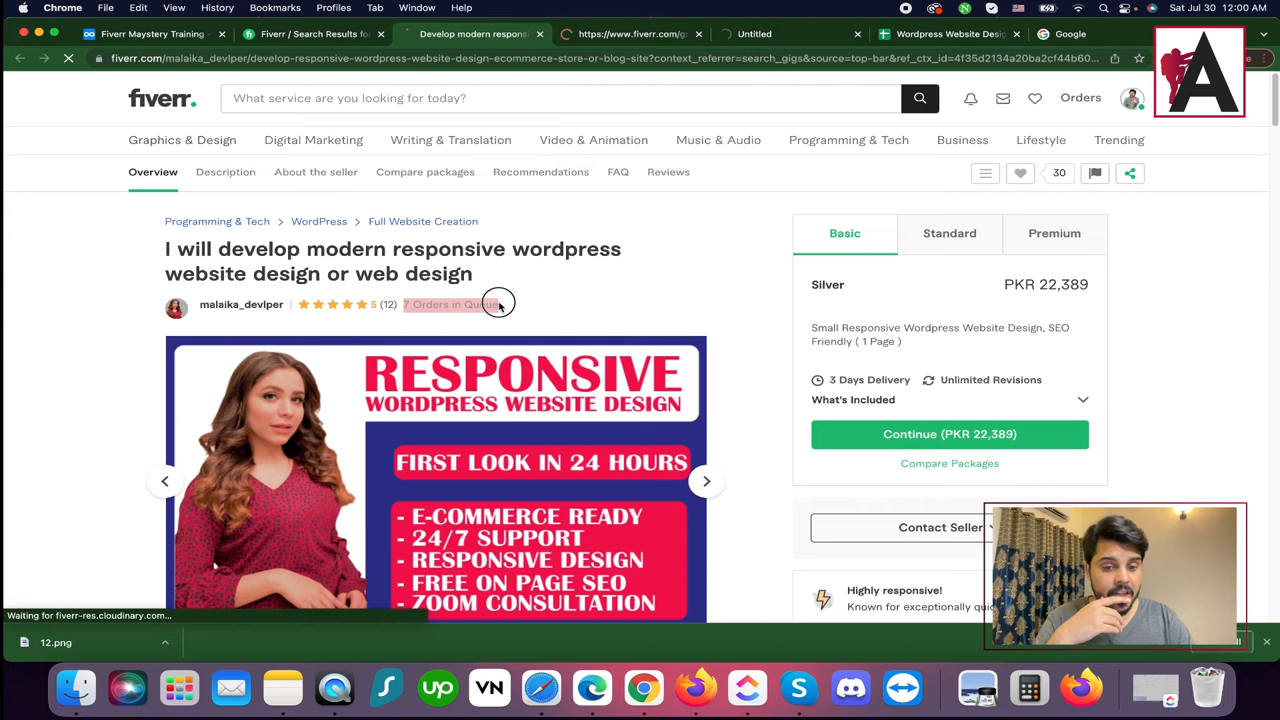 Chrome File Edit View History Bookmarks Profiles Tab Window Help Sat Jul 30 12:00 AM
Fiverr Maystery Training - Fiverr / Search Results for Develop modern respons https://www.fiverr.com/ Untitled WordPress Website Desig Google
fiverr.com/malaika_devlper/develop-responsive-wordpress-website-design-ecommerce-store-or-blog-site?context_referrer=search_gigs&source=top-bar&ref_ctx_id=4f35d2134a20ba2cf44b60...
A
fiverr. What service are you looking for today? Orders
Graphics & Design Digital Marketing Writing & Translation Video & Animation Music & Audio Programming & Tech Business Lifestyle Trending
Overview Description About the seller Compare packages Recommendations FAQ Reviews 30
Programming & Tech > WordPress > Full Website Creation
I will develop modern responsive wordpress
website design or web design
malaika_devlper 5 (12) 7 Orders in Queue
Basic Standard Premium
Silver PKR 22,389
Small Responsive Wordpress Website Design, SEO
Friendly ( 1 Page )
3 Days Delivery Unlimited Revisions
What's Included
Continue (PKR 22,389)
Compare Packages
Contact Seller
Highly responsive!
Known for exceptionally
RESPONSIVE
WORDPRESS WEBSITE DESIGN
FIRST LOOK IN 24 HOURS
- E-COMMERCE READY
- 24/7 SUPPORT
- RESPONSIVE DESIGN
- FREE ON PAGE SEO
- ZOOM CONSULTATION
Waiting for fiverr-res.cloudinary.com...
12.png
up VN